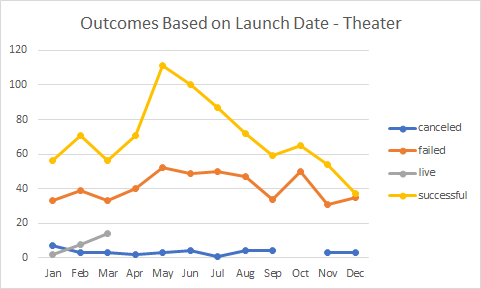 Outcomes Based on Launch Date - Theater
120
100
80
60
40
20
0
Jan Feb Mar Apr May Jun Jul Aug Sep Oct Nov Dec
canceled
failed
live
successful